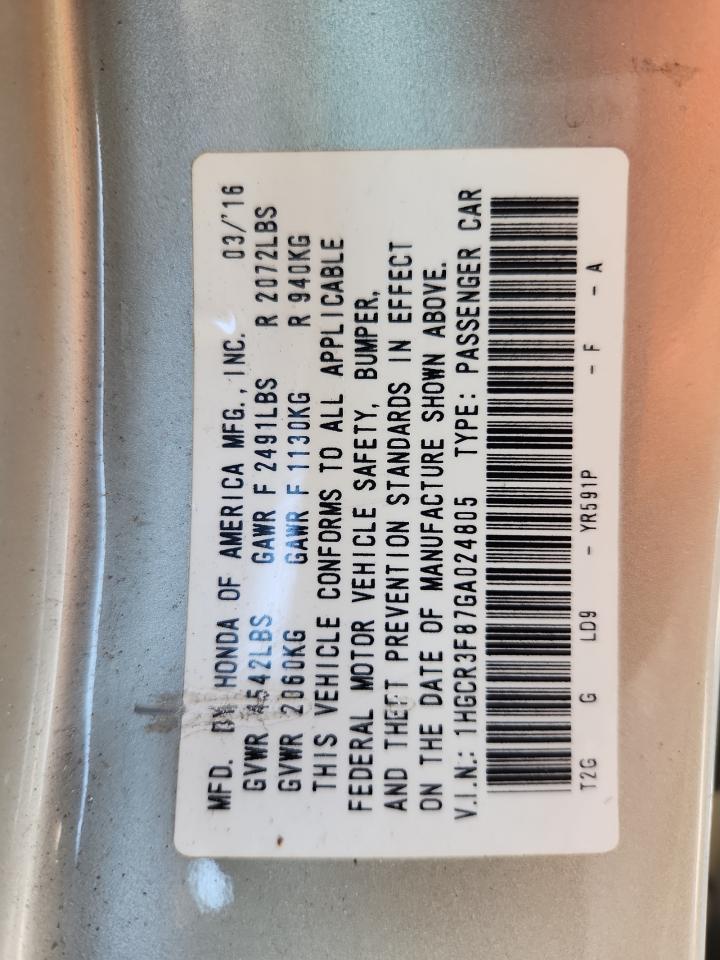 MFD. BY HONDA OF AMERICA MFG., INC. 03/'16
GVWR 4542LBS GAWR F 2491LBS R 2072LBS
GVWR 2060KG GAWR F 1130KG R 940KG
THIS VEHICLE CONFORMS TO ALL APPLICABLE
FEDERAL MOTOR VEHICLE SAFETY, BUMPER,
AND THEFT PREVENTION STANDARDS IN EFFECT
ON THE DATE OF MANUFACTURE SHOWN ABOVE.
V.I.N.: 1HGCR3F87GA024805 TYPE: PASSENGER CAR
T2G G LD9 - YR591P - F - A